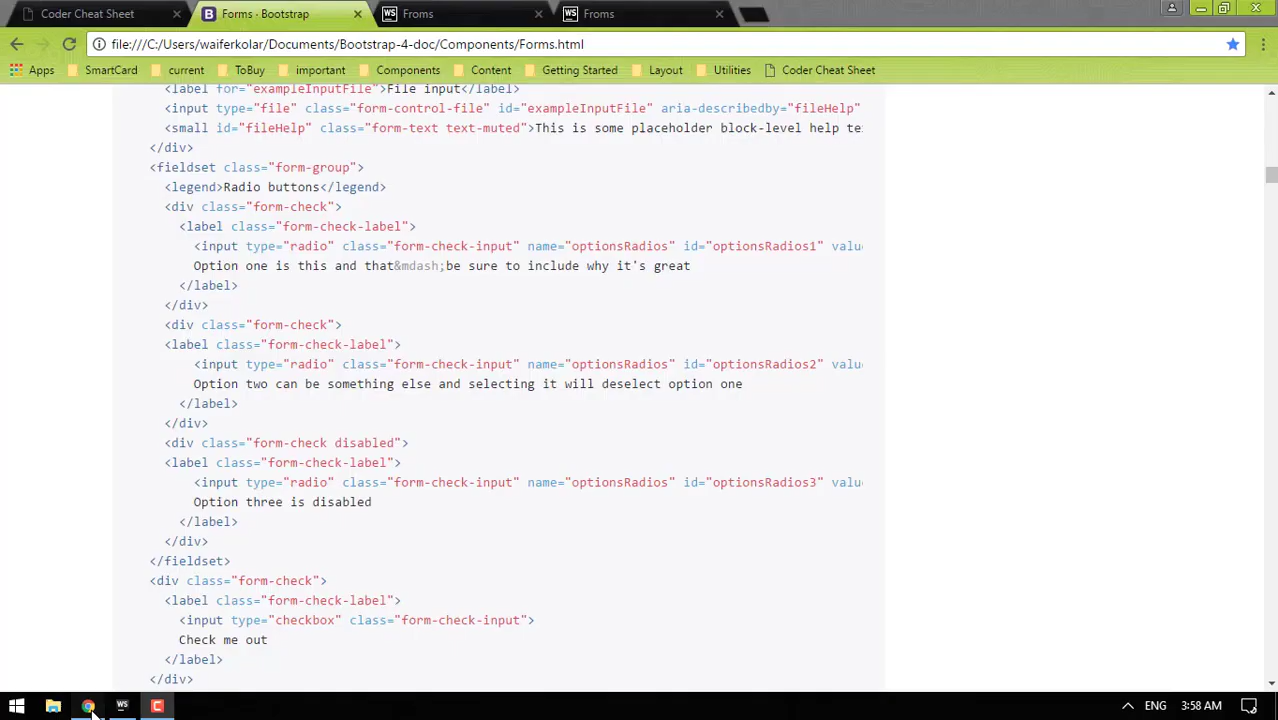 Coder Cheat Sheet
Forms · Bootstrap
WS Froms
WS Froms
file:///C:/Users/waiferkolar/Documents/Bootstrap-4-doc/Components/Forms.html
Apps SmartCard current ToBuy important Components Content Getting Started Layout Utilities Coder Cheat Sheet
<label for="exampleInputFile">File input</label>
<input type="file" class="form-control-file" id="exampleInputFile" aria-describedby="fileHelp"
<small id="fileHelp" class="form-text text-muted">This is some placeholder block-level help te
</div>
<fieldset class="form-group">
<legend>Radio buttons</legend>
<div class="form-check">
<label class="form-check-label">
<input type="radio" class="form-check-input" name="optionsRadios" id="optionsRadios1" valu
Option one is this and that&mdash;be sure to include why it's great
</label>
</div>
<div class="form-check">
<label class="form-check-label">
<input type="radio" class="form-check-input" name="optionsRadios" id="optionsRadios2" valu
Option two can be something else and selecting it will deselect option one
</label>
</div>
<div class="form-check disabled">
<label class="form-check-label">
<input type="radio" class="form-check-input" name="optionsRadios" id="optionsRadios3" valu
Option three is disabled
</label>
</div>
</fieldset>
<div class="form-check">
<label class="form-check-label">
<input type="checkbox" class="form-check-input">
Check me out
</label>
</div>
WS
C
ENG 3:58 AM